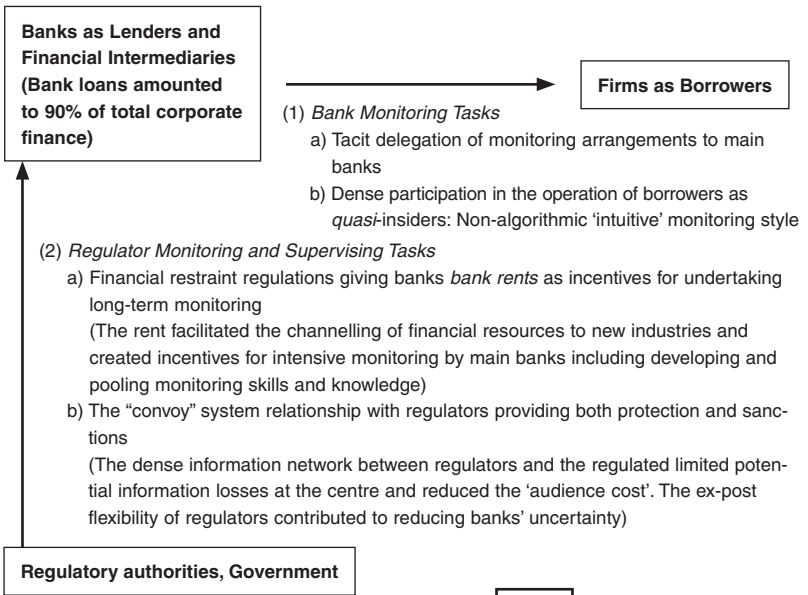 Banks as Lenders and
Financial Intermediaries
(Bank loans amounted
to 90% of total corporate
finance)
Firms as Borrowers
(1) Bank Monitoring Tasks
a) Tacit delegation of monitoring arrangements to main
banks
b) Dense participation in the operation of borrowers as
quasi-insiders: Non-algorithmic ‘intuitive’ monitoring style
(2) Regulator Monitoring and Supervising Tasks
a) Financial restraint regulations giving banks bank rents as incentives for undertaking
long-term monitoring
(The rent facilitated the channelling of financial resources to new industries and
created incentives for intensive monitoring by main banks including developing and
pooling monitoring skills and knowledge)
b) The “convoy” system relationship with regulators providing both protection and sanc-
tions
(The dense information network between regulators and the regulated limited poten-
tial information losses at the centre and reduced the ‘audience cost’. The ex-post
flexibility of regulators contributed to reducing banks’ uncertainty)
Regulatory authorities, Government